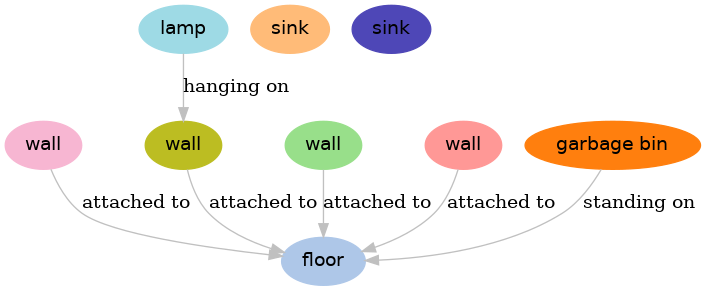 lamp
sink
sink
hanging on
wall
wall
wall
wall
garbage bin
attached to
attached to
attached to
attached to
standing on
floor